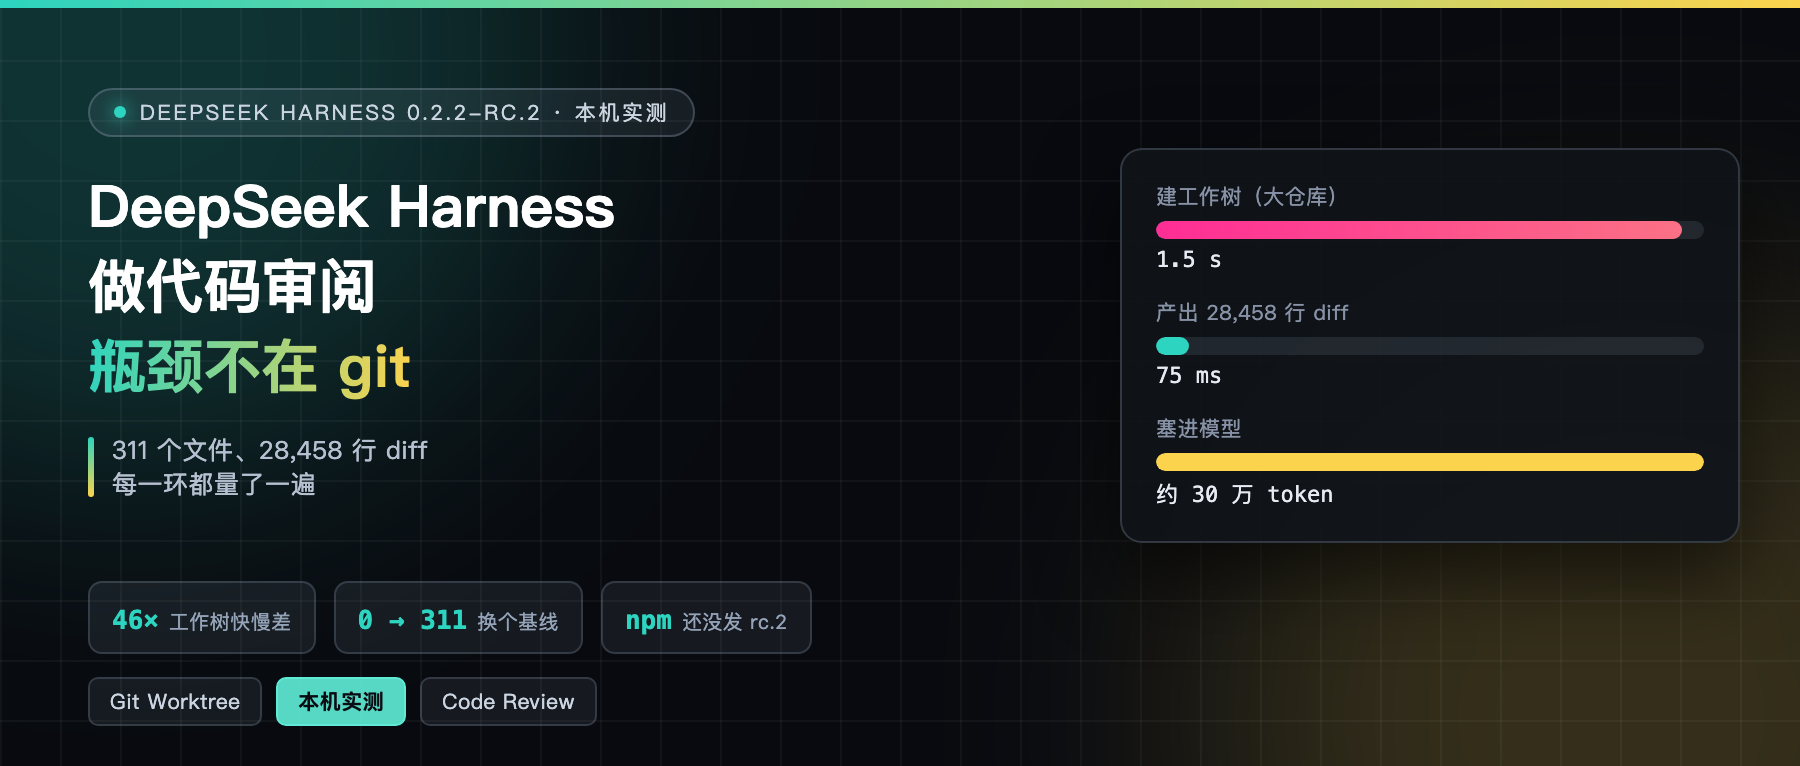 DEEPSEEK HARNESS 0.2.2-RC.2 · 本机实测
DeepSeek Harness
做代码审阅
瓶颈不在 git
311 个文件、28,458 行 diff
每一环都量了一遍
建工作树（大仓库）
1.5 s
产出 28,458 行 diff
75 ms
塞进模型
约 30 万 token
46× 工作树快慢差
0 → 311 换个基线
npm 还没发 rc.2
Git Worktree
本机实测
Code Review